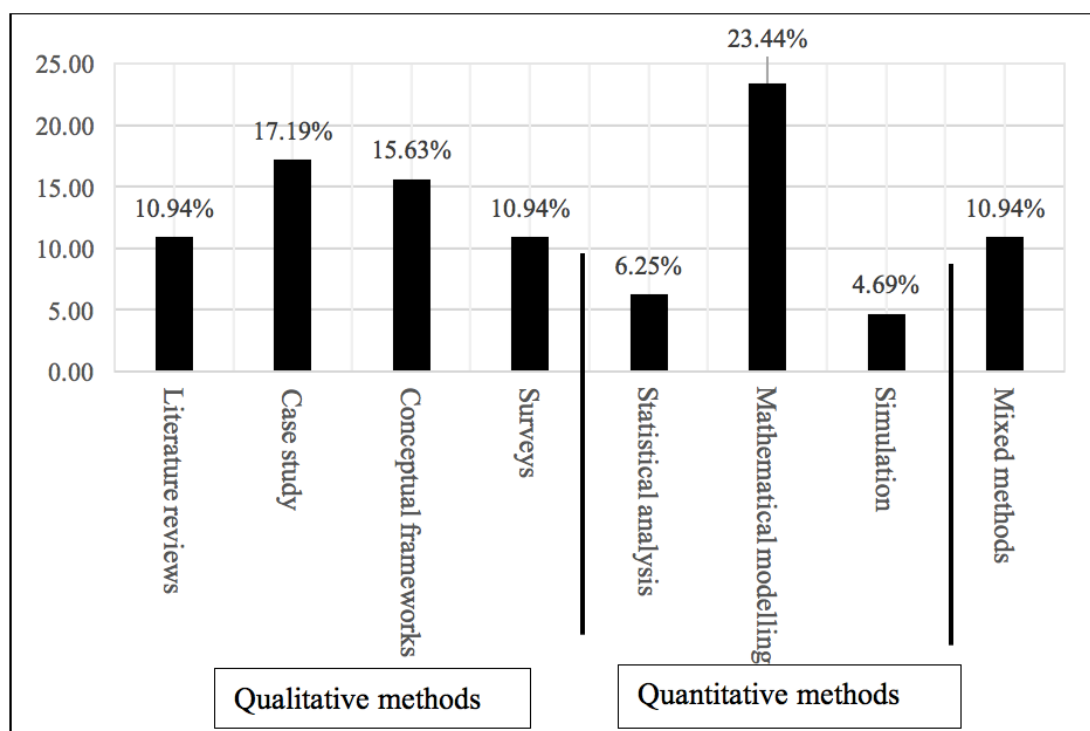 23.44%
25.00
20.00
17.19%
15.63%
15.00
10.94%
10.94%
10.94%
10.00
6.25%
4.69%
5.00
0.00
Literature reviews
Case study
Conceptual frameworks
Surveys
Statistical analysis
Mathematical modelling
Simulation
Mixed methods
Qualitative methods
Quantitative methods